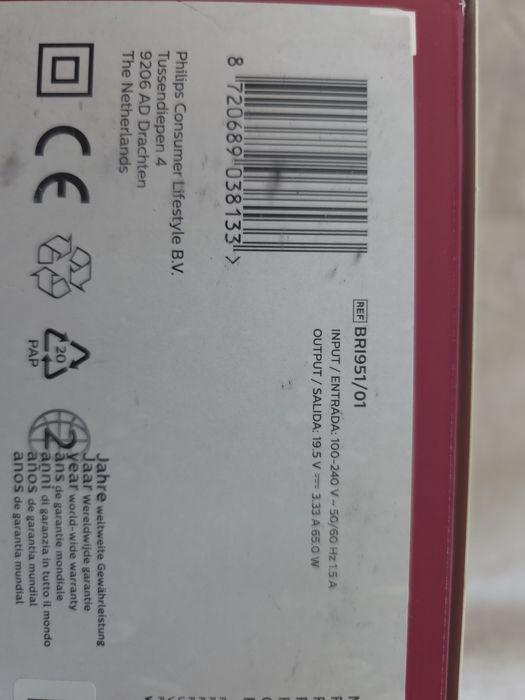 8 720689 038133 >
REF BRI951/01
INPUT / ENTRADA: 100-240 V ~ 50/60 Hz 1.5 A
OUTPUT / SALIDA: 19.5 V ⎓ 3.33 A 65.0 W
Philips Consumer Lifestyle B.V.
Tussendiepen 4
9206 AD Drachten
The Netherlands
CE
20
PAP
2
Jahre weltweite Gewährleistung
jaar Wereldwijde garantie
year world-wide warranty
ans de garantie mondiale
anni di garanzia in tutto il mondo
años de garantía mundial
anos de garantia mundial